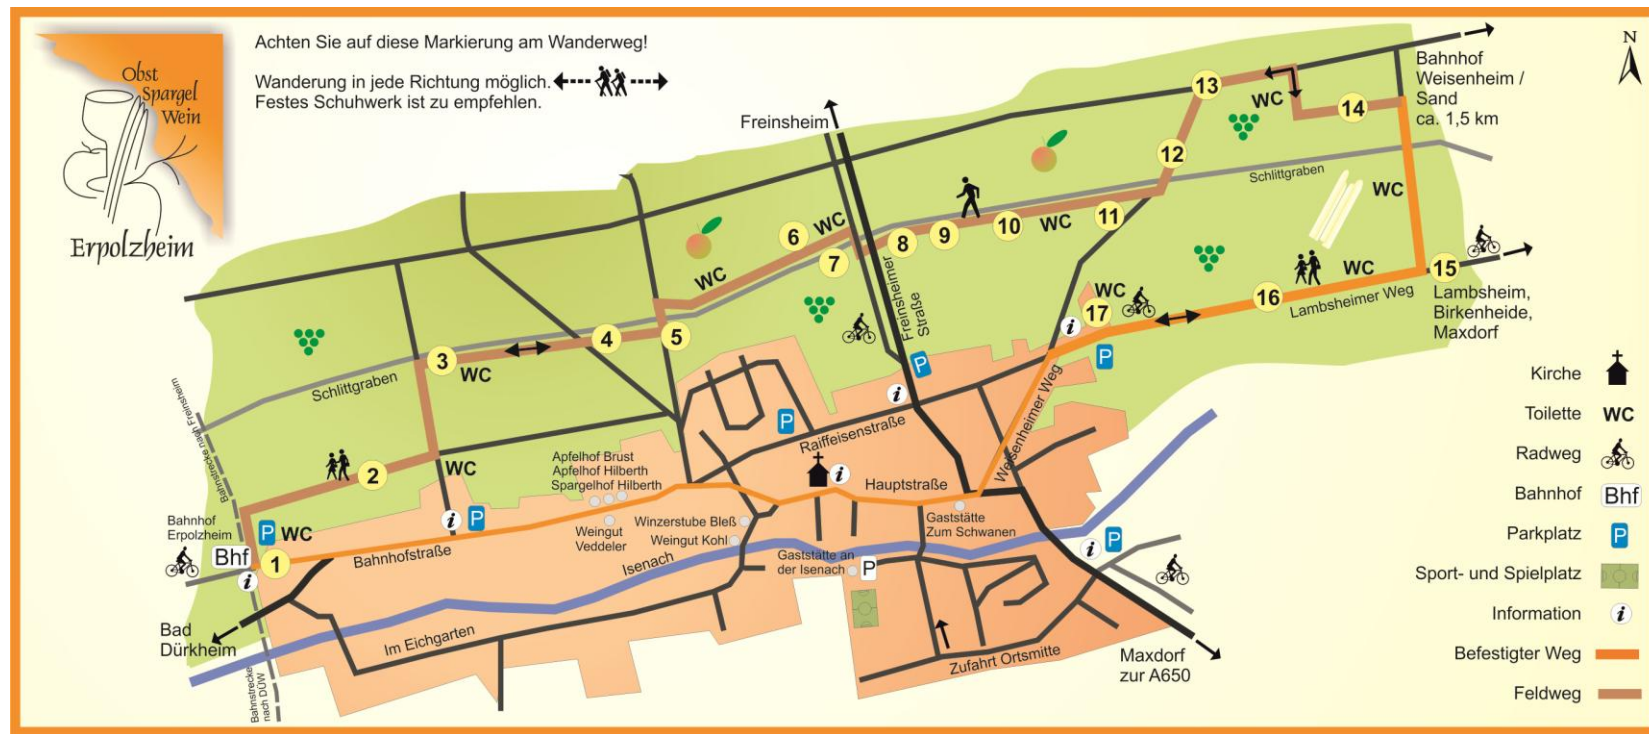 Obst
Spargel
Wein
Erpolzheim
Achten Sie auf diese Markierung am Wanderweg!
Wanderung in jede Richtung möglich.
Festes Schuhwerk ist zu empfehlen.
N
Freinsheim
Bahnhof
Weisenheim /
Sand
ca. 1,5 km
13
WC
14
12
Schlittgraben
WC
6
WC
7
8
9
10
WC
11
Freinsheimer
Straße
WC
15
Lambsheim,
Birkenheide,
Maxdorf
WC
16
Lambsheimer Weg
WC
17
i
P
3
WC
4
5
Schlittgraben
Bahnstrecke nach Freinsheim
2
WC
P
i
Raiffeisenstraße
P
Weisenheimer Weg
Apfelhof Brust
Apfelhof Hilberth
Spargelhof Hilberth
i
Hauptstraße
Bahnhof
Erpolzheim
P
WC
Bhf
1
i
i
P
Bahnhofstraße
Weingut
Veddeler
Winzerstube Bleß
Weingut Kohl
Gaststätte
Zum Schwanen
Isenach
Gaststätte an
der Isenach
P
i
P
Bad
Dürkheim
Im Eichgarten
Zufahrt Ortsmitte
Maxdorf
zur A650
Bahnstrecke
nach DÜW
Kirche
Toilette WC
Radweg
Bahnhof Bhf
Parkplatz P
Sport- und Spielplatz
Information i
Befestigter Weg
Feldweg